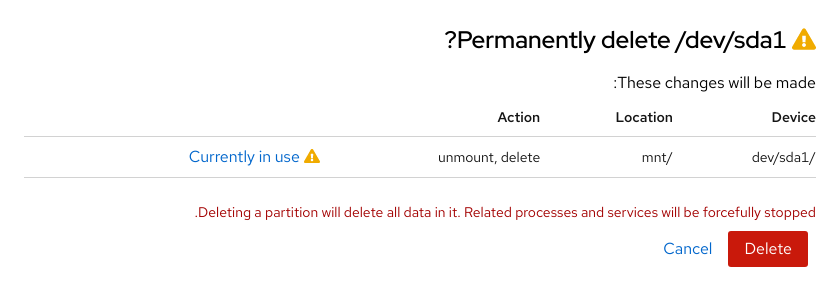 ?Permanently delete /dev/sda1
:These changes will be made
Action Location Device
Currently in use unmount, delete mnt/ dev/sda1/
.Deleting a partition will delete all data in it. Related processes and services will be forcefully stopped
Cancel Delete